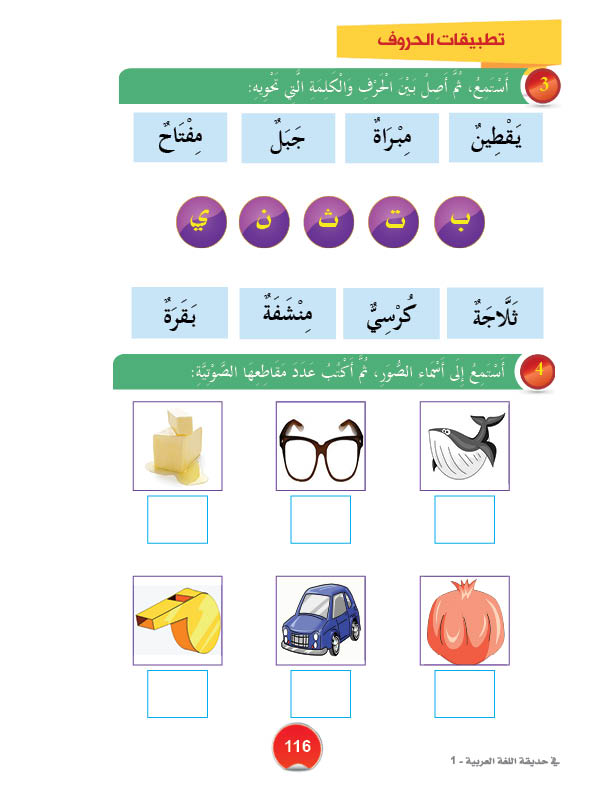 تطبيقات الحروف
3 أَسْتَمِعُ، ثُمَّ أَصِلُ بَيْنَ الْحَرْفِ وَالْكَلِمَةِ الَّتِي تَحْوِيهِ:
يَقْطِينٌ مِبْرَاةٌ جَبَلٌ مِفْتَاحٌ
ب ت ث ن ي
ثَلَّاجَةٌ كُرْسِيٌّ مِنْشَفَةٌ بَقَرَةٌ
4 أَسْتَمِعُ إِلَى أَسْمَاءِ الصُّوَرِ، ثُمَّ أَكْتُبُ عَدَدَ مَقَاطِعِهَا الصَّوْتِيَّةِ:
116
في حديقة اللغة العربية - 1